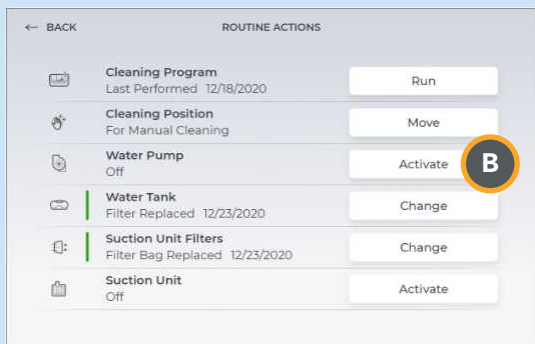 ← BACK ROUTINE ACTIONS
Cleaning Program
Last Performed 12/18/2020
Run
Cleaning Position
For Manual Cleaning
Move
Water Pump
Off
Activate
B
Water Tank
Filter Replaced 12/23/2020
Change
Suction Unit Filters
Filter Bag Replaced 12/23/2020
Change
Suction Unit
Off
Activate